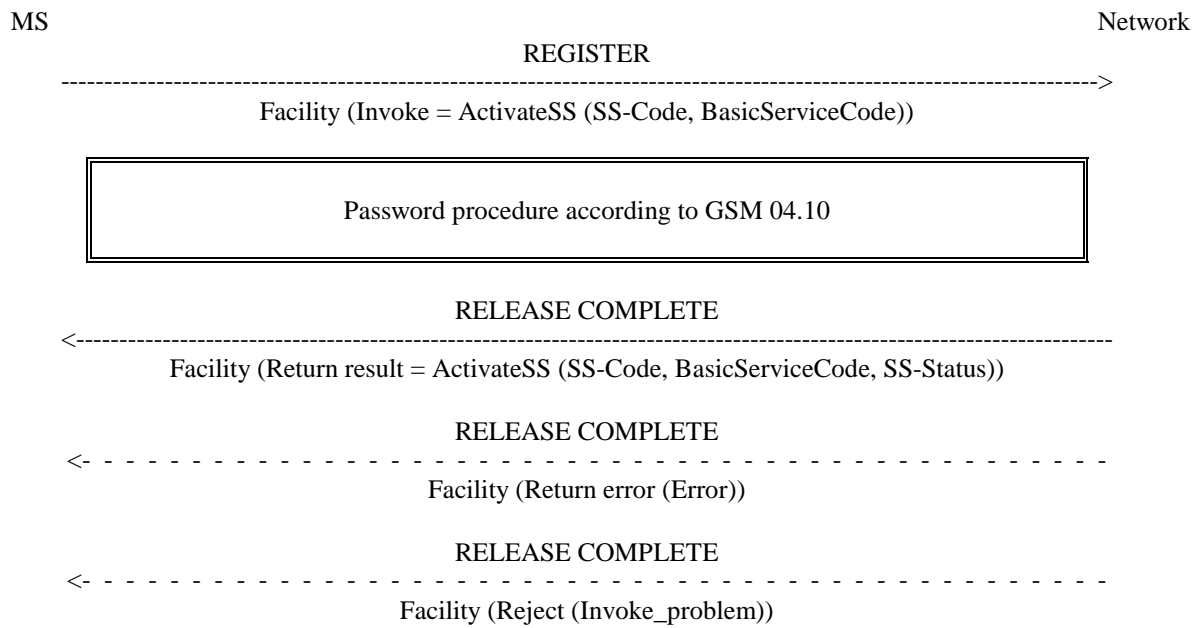 MS Network
REGISTER
Facility (Invoke = ActivateSS (SS-Code, BasicServiceCode))
Password procedure according to GSM 04.10
RELEASE COMPLETE
Facility (Return result = ActivateSS (SS-Code, BasicServiceCode, SS-Status))
RELEASE COMPLETE
Facility (Return error (Error))
RELEASE COMPLETE
Facility (Reject (Invoke_problem))